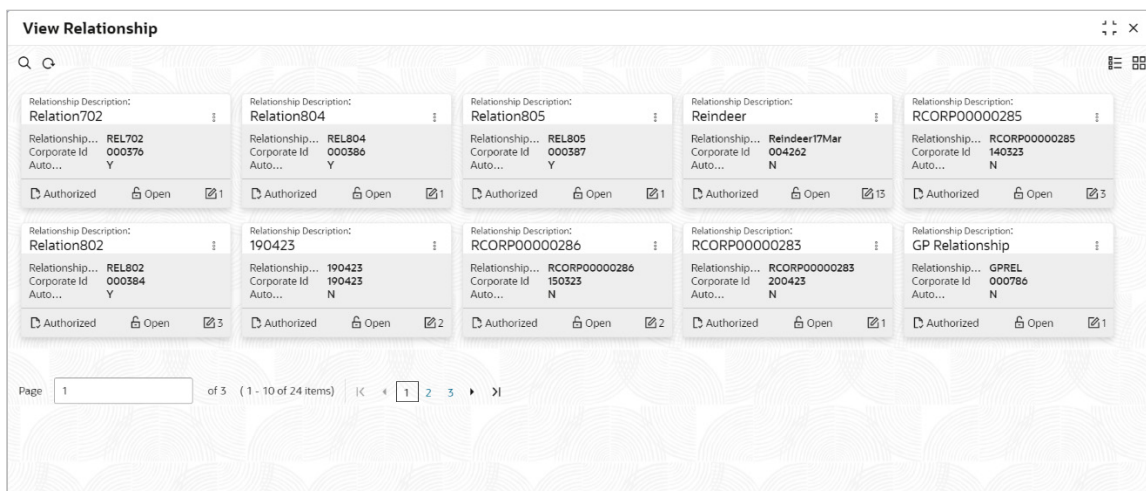 View Relationship
Relationship Description:
Relation702
Relationship... REL702
Corporate Id 000376
Auto... Y
Authorized Open 1
Relationship Description:
Relation804
Relationship... REL804
Corporate Id 000386
Auto... Y
Authorized Open 1
Relationship Description:
Relation805
Relationship... REL805
Corporate Id 000387
Auto... Y
Authorized Open 1
Relationship Description:
Reindeer
Relationship... Reindeer17Mar
Corporate Id 004262
Auto... N
Authorized Open 13
Relationship Description:
RCORP00000285
Relationship... RCORP00000285
Corporate Id 140323
Auto... N
Authorized Open 3
Relationship Description:
Relation802
Relationship... REL802
Corporate Id 000384
Auto... Y
Authorized Open 3
Relationship Description:
190423
Relationship... 190423
Corporate Id 190423
Auto... N
Authorized Open 2
Relationship Description:
RCORP00000286
Relationship... RCORP00000286
Corporate Id 150323
Auto... N
Authorized Open 2
Relationship Description:
RCORP00000283
Relationship... RCORP00000283
Corporate Id 200423
Auto... N
Authorized Open 1
Relationship Description:
GP Relationship
Relationship... GPREL
Corporate Id 000786
Auto... N
Authorized Open 1
Page 1 of 3 (1 - 10 of 24 items) 1 2 3